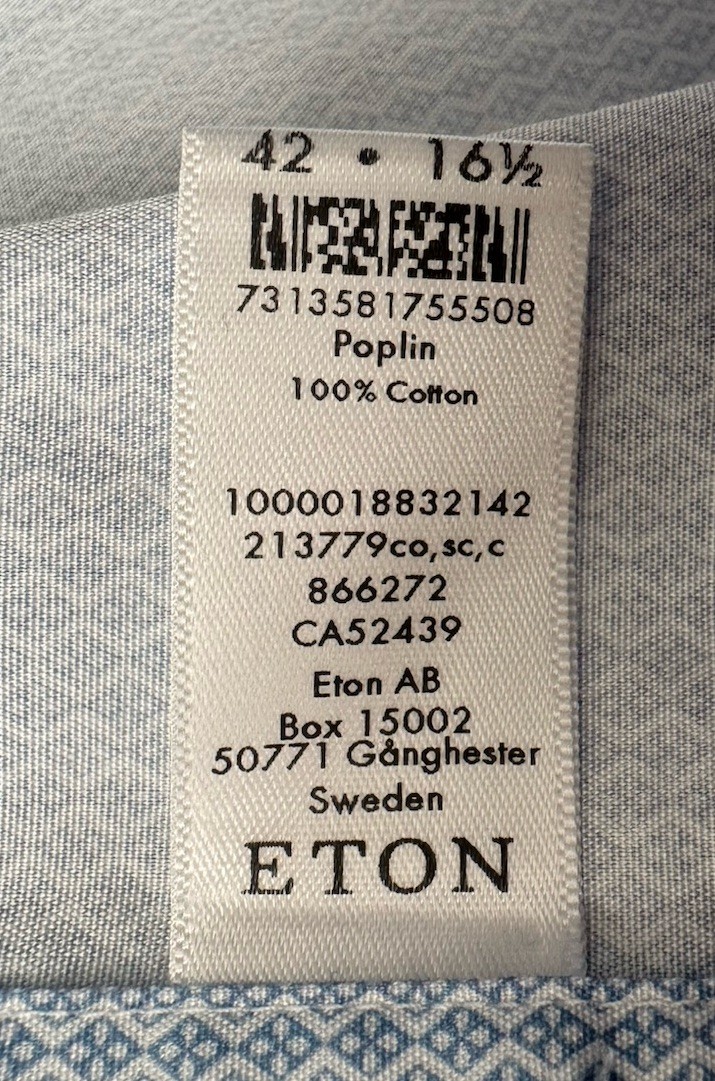 42 • 16½
7313581755508
Poplin
100% Cotton
1000018832142
213779co,sc,c
866272
CA52439
Eton AB
Box 15002
50771 Gånghester
Sweden
ETON